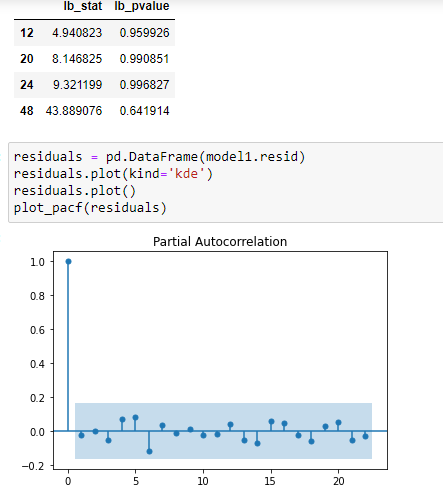 lb_stat lb_pvalue
12 4.940823 0.959926
20 8.146825 0.990851
24 9.321199 0.996827
48 43.889076 0.641914
residuals = pd.DataFrame(model1.resid)
residuals.plot(kind='kde')
residuals.plot()
plot_pacf(residuals)
Partial Autocorrelation
1.0
0.8
0.6
0.4
0.2
0.0
−0.2
0 5 10 15 20